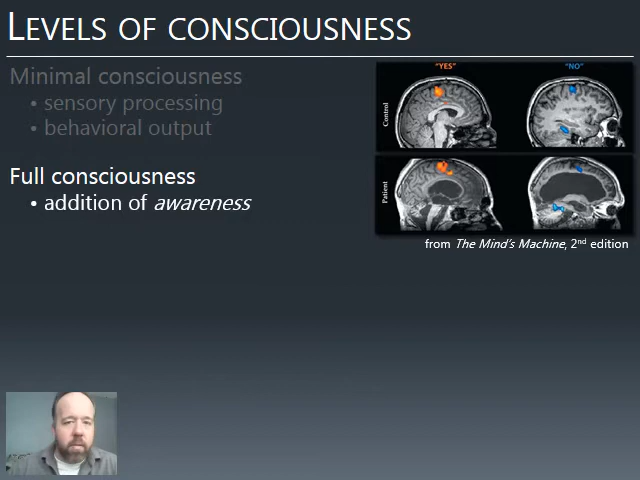 LEVELS OF CONSCIOUSNESS
Minimal consciousness
• sensory processing
• behavioral output
Full consciousness
• addition of awareness
"YES"
"NO"
Control
Patient
from The Mind's Machine, 2nd edition